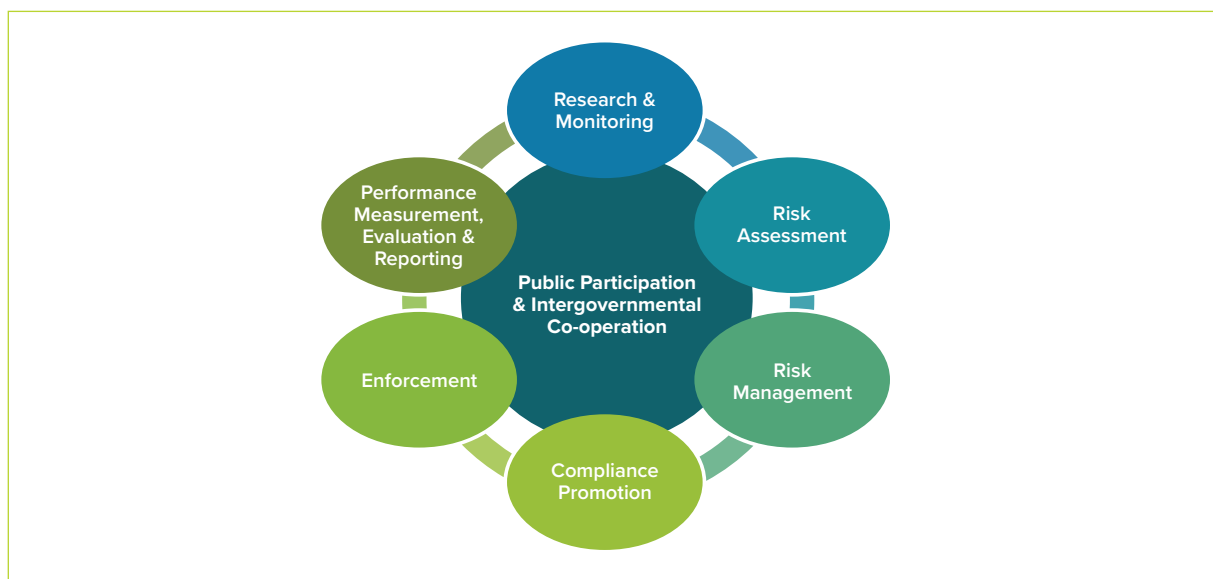 Research &
Monitoring
Risk
Assessment
Risk
Management
Compliance
Promotion
Enforcement
Performance
Measurement,
Evaluation &
Reporting
Public Participation
& Intergovernmental
Co-operation